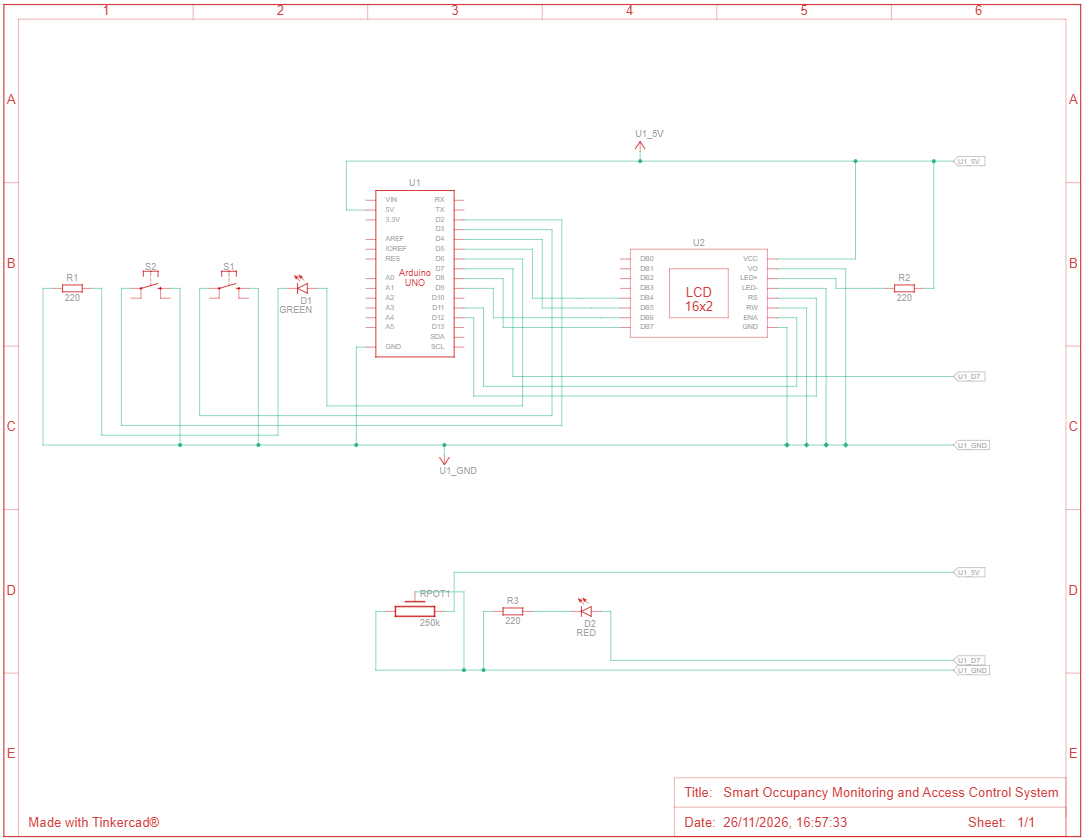 1 2 3 4 5 6
A A
U1_5V
U1_5V
U1
VIN RX
5V TX
3.3V D2
D3
AREF D4
IOREF D5
RES D6
D7
A0 D8
A1 D9
A2 D10
A3 D11
A4 D12
A5 D13
SDA
GND SCL
Arduino
UNO
B B
R1
220
S2
S1
D1
GREEN
U2
DB0 VCC
DB1 VO
DB2 LED+
DB3 LED-
DB4 RS
DB5 RW
DB6 ENA
DB7 GND
LCD
16x2
R2
220
U1_D7
C C
U1_GND
U1_GND
U1_5V
D D
RPOT1
250k
R3
220
D2
RED
U1_D7
U1_GND
E E
Title: Smart Occupancy Monitoring and Access Control System
Made with Tinkercad®
Date: 26/11/2026, 16:57:33 Sheet: 1/1